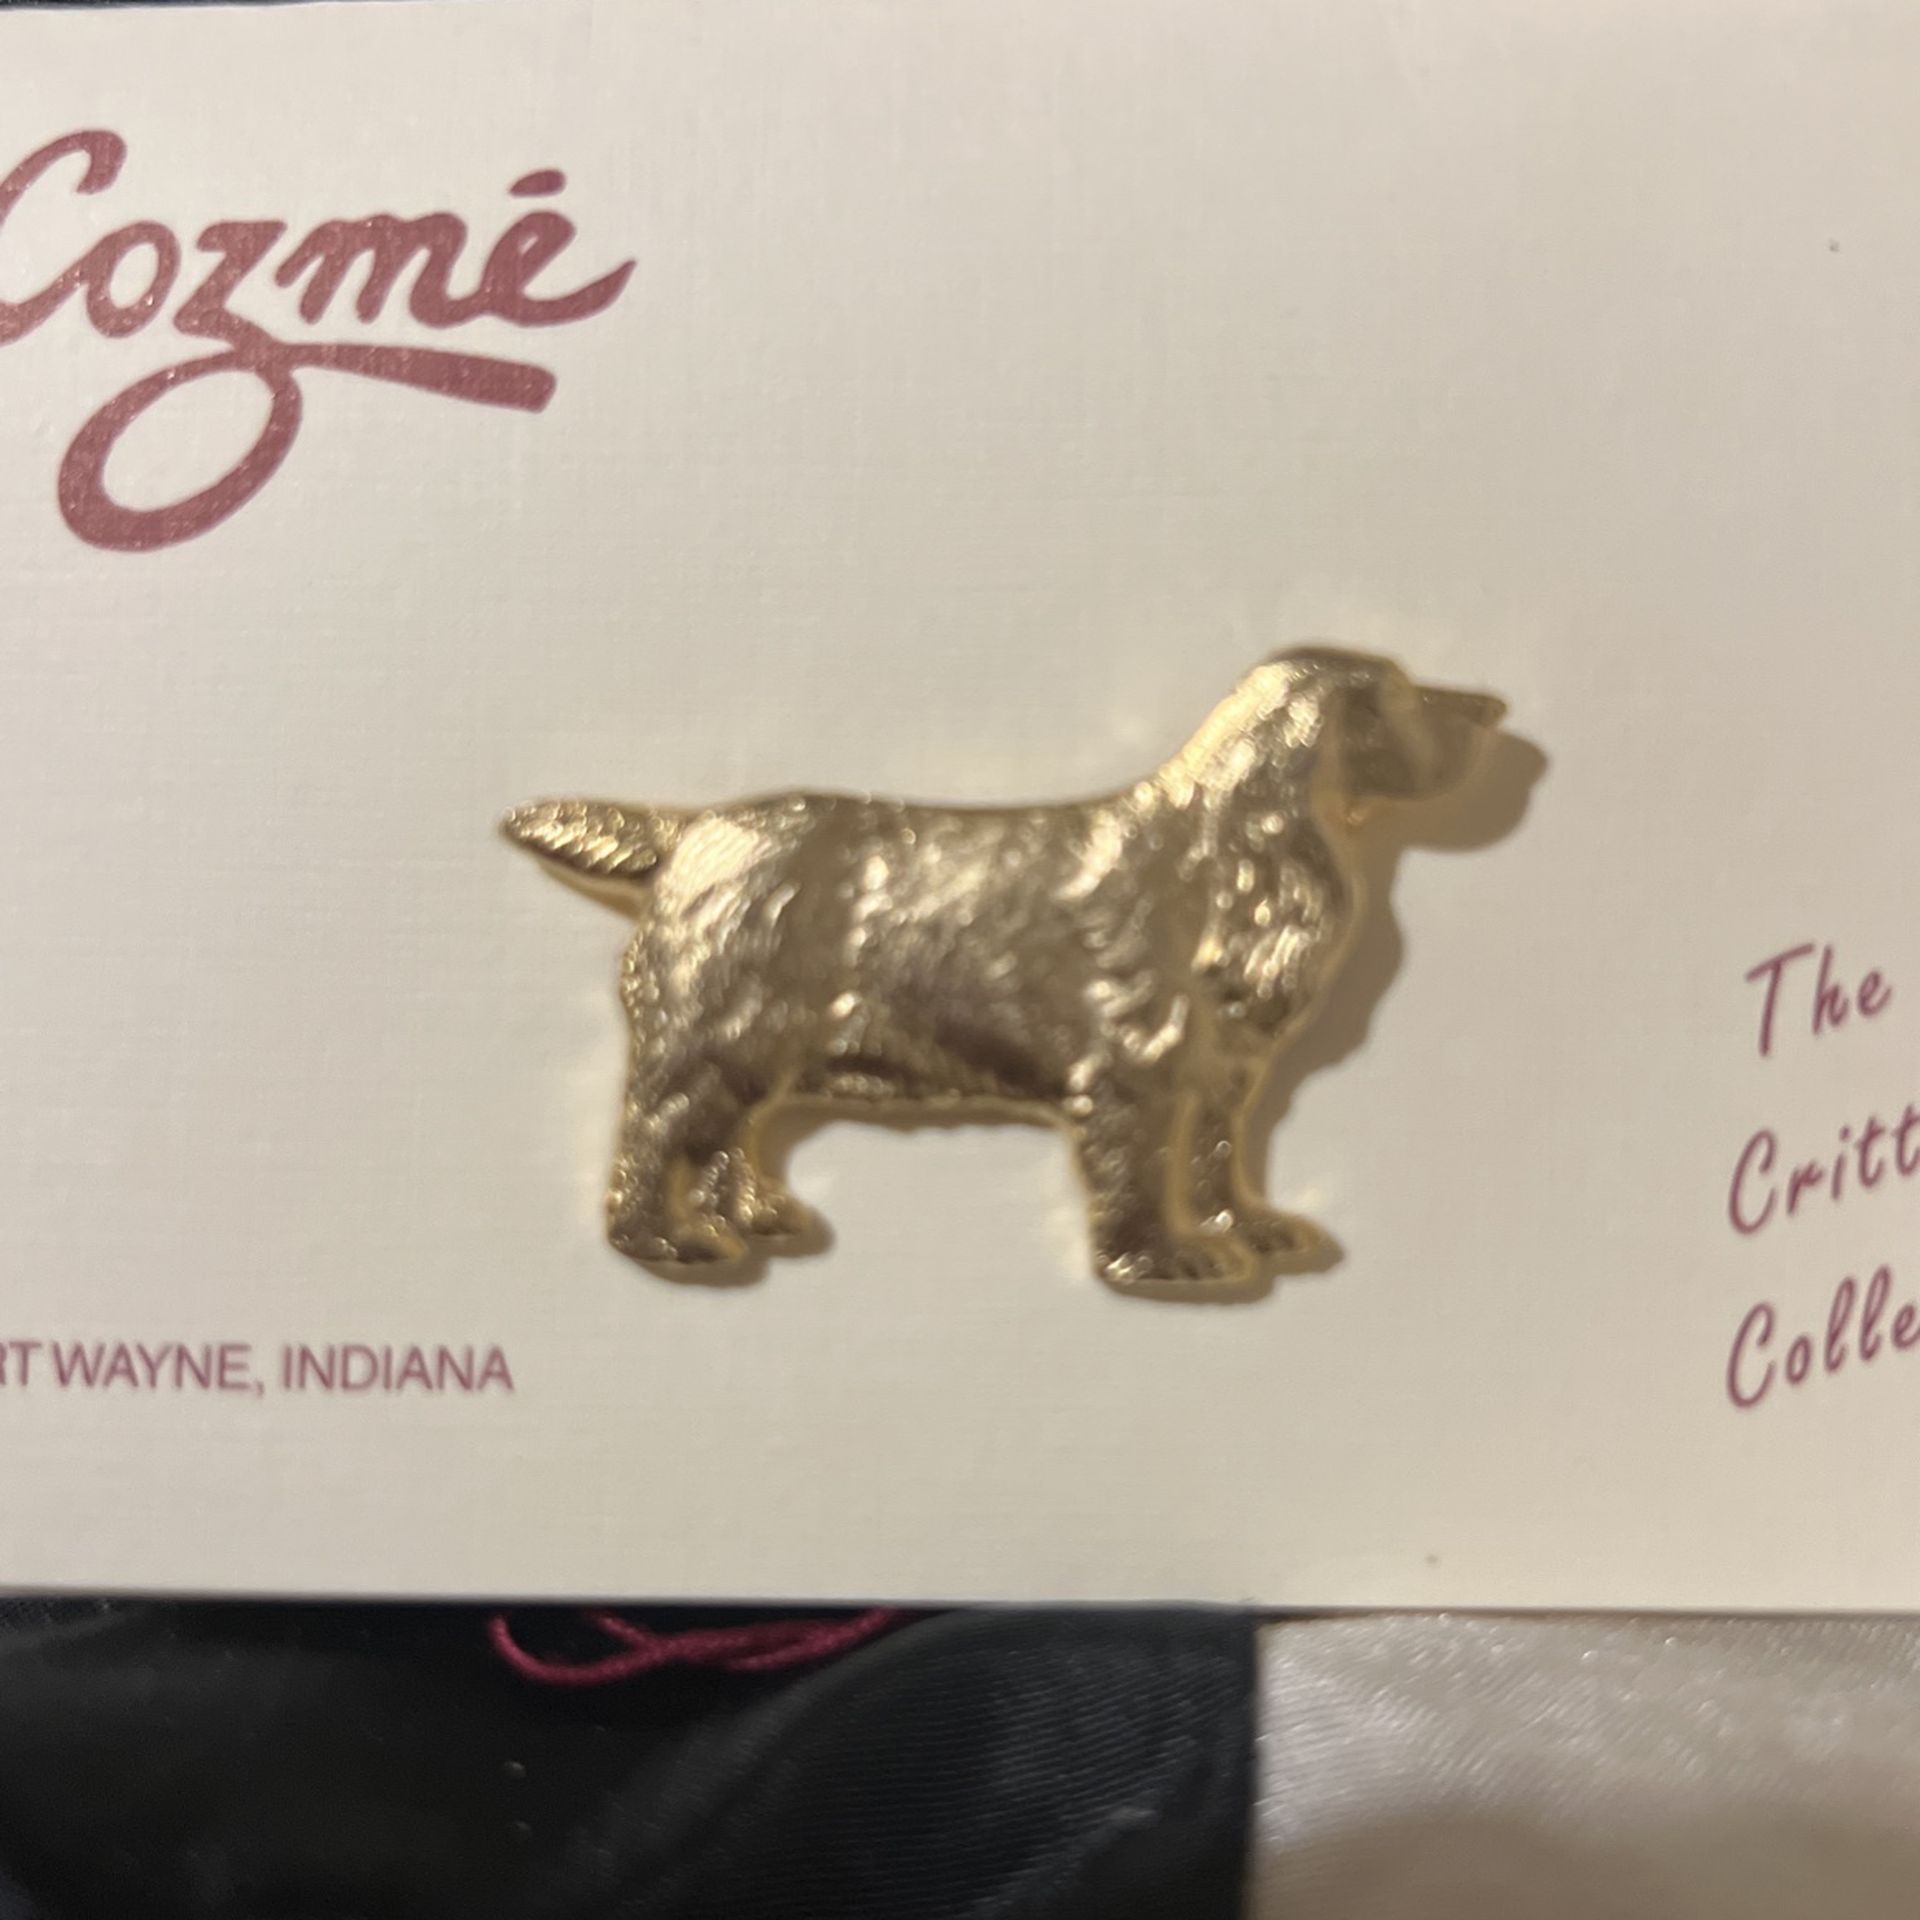 Cozmé
RT WAYNE, INDIANA
The
Critt
Colle